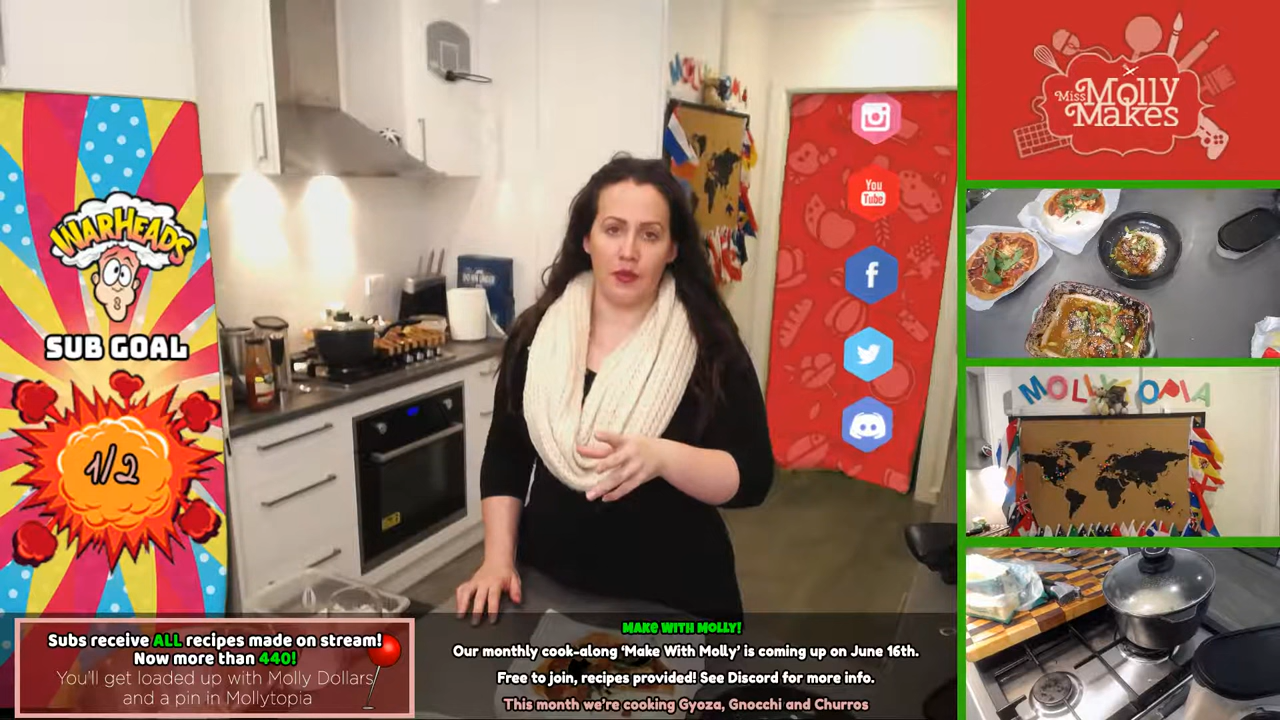 WARHEADS
SUB GOAL
1/2
MOLLYTOPIA
You
Tube
Miss Molly
Makes
MOLLYTOPIA
Subs receive ALL recipes made on stream!
Now more than 440!
You'll get loaded up with Molly Dollars
and a pin in Mollytopia
MAKE WITH MOLLY!
Our monthly cook-along 'Make With Molly' is coming up on June 16th.
Free to join, recipes provided! See Discord for more info.
This month we're cooking Gyoza, Gnocchi and Churros